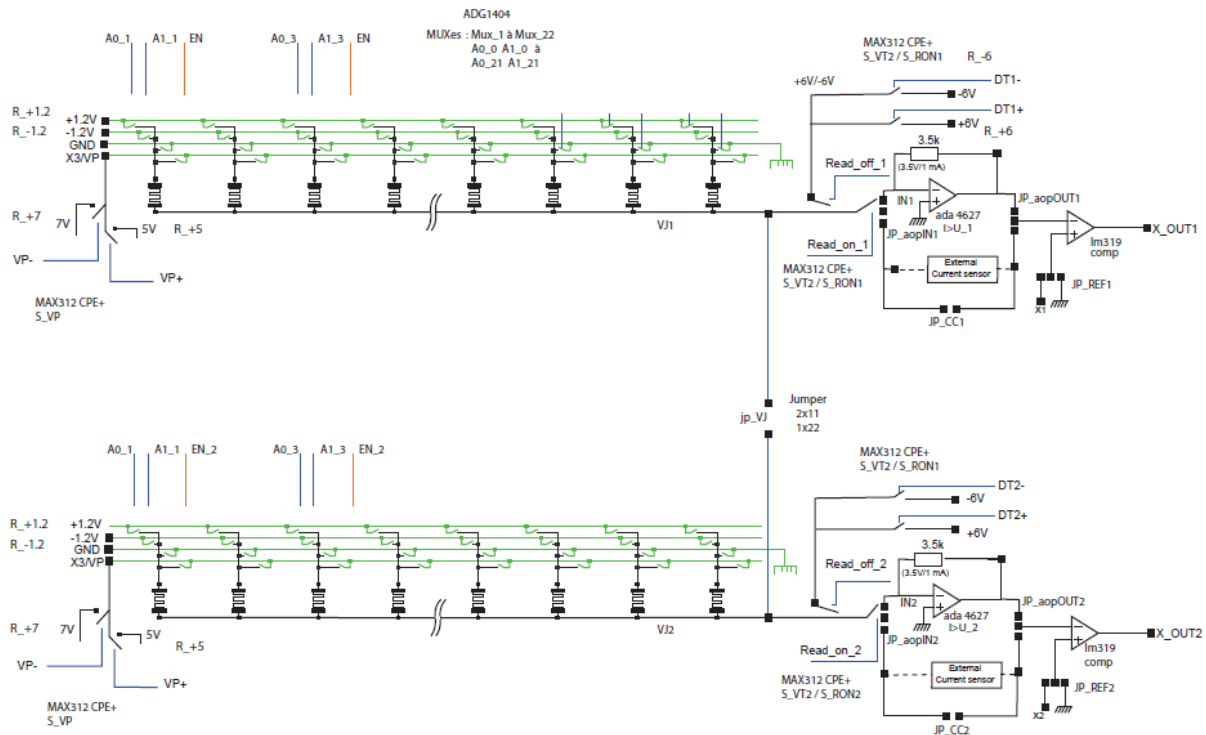 ADG1404
MUXes : Mux_1 à Mux_22
A0_0 A1_0 à
A0_21 A1_21
A0_1
A1_1
EN
A0_3
A1_3
EN
MAX312 CPE+
S_VT2 / S_RON1
R_-6
+6V/-6V
DT1-
-6V
DT1+
+6V
R_+6
R_+1.2
+1.2V
R_-1.2
-1.2V
GND
X3/VP
3.5k
(3.5V/1 mA)
Read_off_1
IN1
ada 4627
I>U_1
JP_aopOUT1
JP_aopIN1
lm319
comp
X_OUT1
R_+7
7V
5V
R_+5
VJ1
Read_on_1
VP-
VP+
MAX312 CPE+
S_VT2 / S_RON1
External
Current sensor
JP_REF1
X1
MAX312 CPE+
S_VP
JP_CC1
jp_VJ
Jumper
2x11
1x22
A0_1
A1_1
EN_2
A0_3
A1_3
EN_2
MAX312 CPE+
S_VT2 / S_RON1
DT2-
-6V
DT2+
+6V
R_+1.2
+1.2V
R_-1.2
-1.2V
GND
X3/VP
3.5k
(3.5V/1 mA)
Read_off_2
IN2
ada 4627
I>U_2
JP_aopOUT2
JP_aopIN2
lm319
comp
X_OUT2
R_+7
7V
5V
R_+5
VJ2
Read_on_2
VP-
VP+
MAX312 CPE+
S_VT2 / S_RON2
External
Current sensor
JP_REF2
X2
MAX312 CPE+
S_VP
JP_CC2